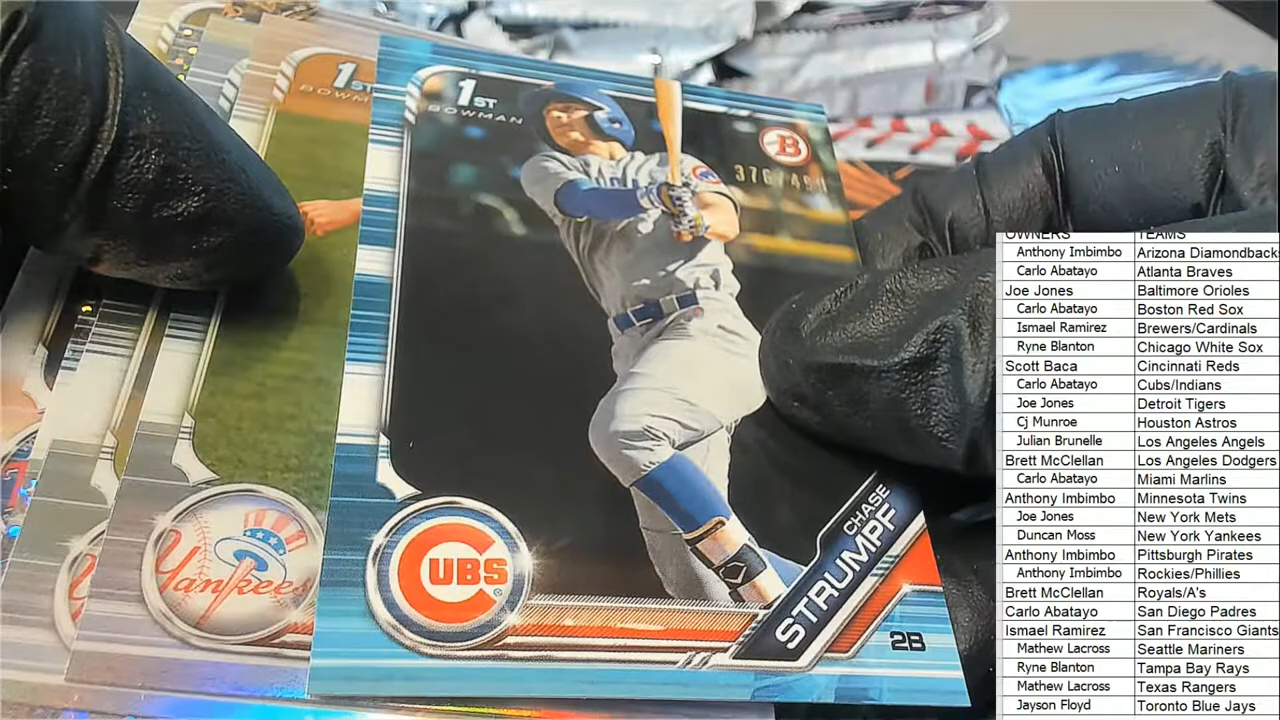 1ST
BOWMAN
B
CUBS
CHASE
STRUMPF
2B
1ST
Yankees
OWNERS TEAMS
Anthony Imbimbo Arizona Diamondback
Carlo Abatayo Atlanta Braves
Joe Jones Baltimore Orioles
Carlo Abatayo Boston Red Sox
Ismael Ramirez Brewers/Cardinals
Ryne Blanton Chicago White Sox
Scott Baca Cincinnati Reds
Carlo Abatayo Cubs/Indians
Joe Jones Detroit Tigers
Cj Munroe Houston Astros
Julian Brunelle Los Angeles Angels
Brett McClellan Los Angeles Dodgers
Carlo Abatayo Miami Marlins
Anthony Imbimbo Minnesota Twins
Joe Jones New York Mets
Duncan Moss New York Yankees
Anthony Imbimbo Pittsburgh Pirates
Anthony Imbimbo Rockies/Phillies
Brett McClellan Royals/A's
Carlo Abatayo San Diego Padres
Ismael Ramirez San Francisco Giants
Mathew Lacross Seattle Mariners
Ryne Blanton Tampa Bay Rays
Mathew Lacross Texas Rangers
Jayson Floyd Toronto Blue Jays